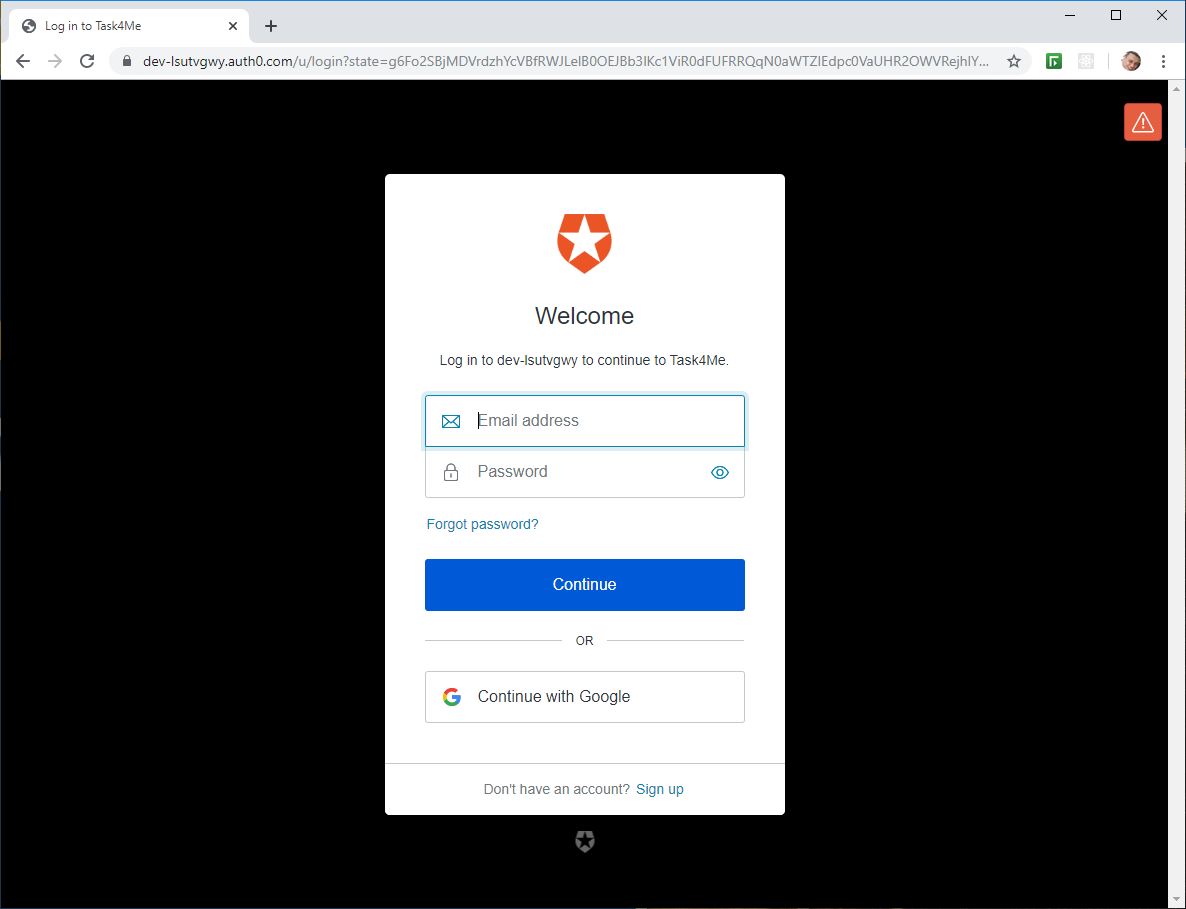 Log in to Task4Me
dev-lsutvgwy.auth0.com/u/login?state=
Welcome
Log in to dev-lsutvgwy to continue to Task4Me.
Email address
Password
Forgot password?
Continue
OR
Continue with Google
Don't have an account? Sign up